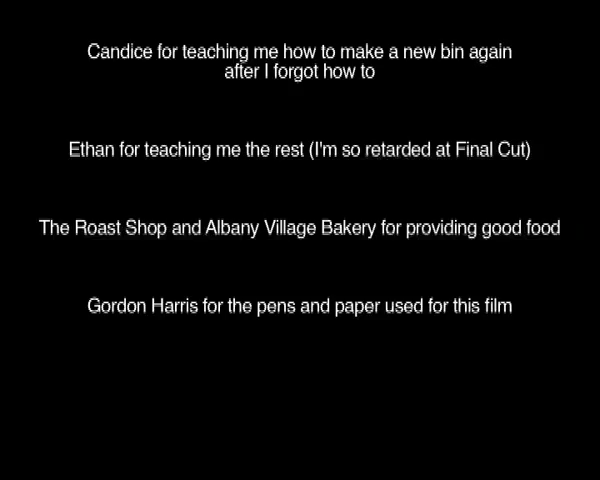 Candice for teaching me how to make a new bin again
after I forgot how to
Ethan for teaching me the rest (I'm so retarded at Final Cut)
The Roast Shop and Albany Village Bakery for providing good food
Gordon Harris for the pens and paper used for this film